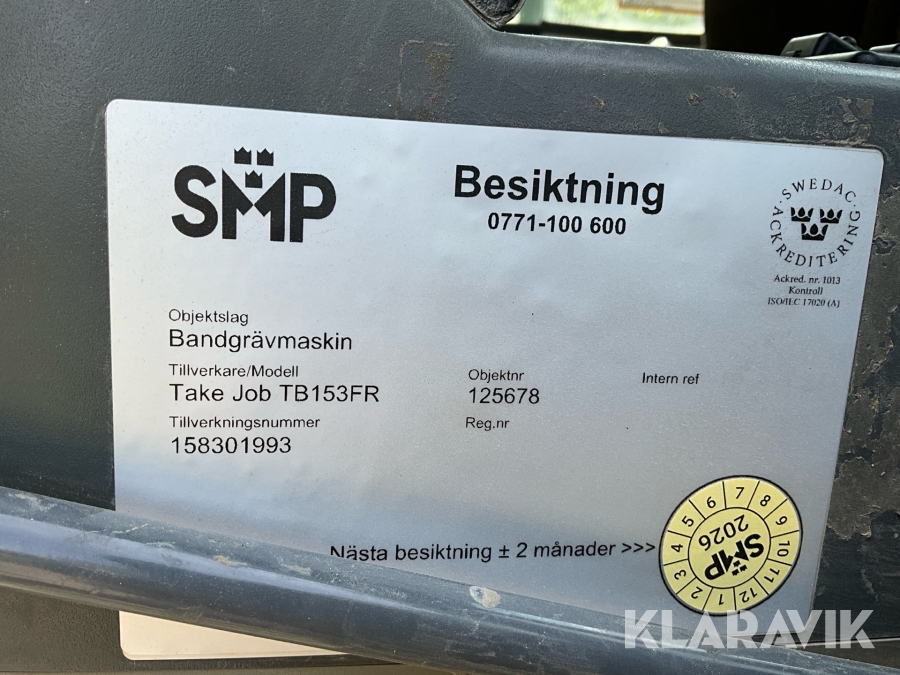 SMP
Besiktning
0771-100 600
SWEDAC
ACKREDITERING
Ackred. nr. 1013
Kontroll
ISO/IEC 17020 (A)
Objektslag
Bandgrävmaskin
Tillverkare/Modell
Take Job TB153FR
Objektnr
125678
Intern ref
Tillverkningsnummer
158301993
Reg.nr
Nästa besiktning ± 2 månader >>>
1 2 3 4 5 6 7 8 9 10 11 12
2026
SMP
KLARAVIK